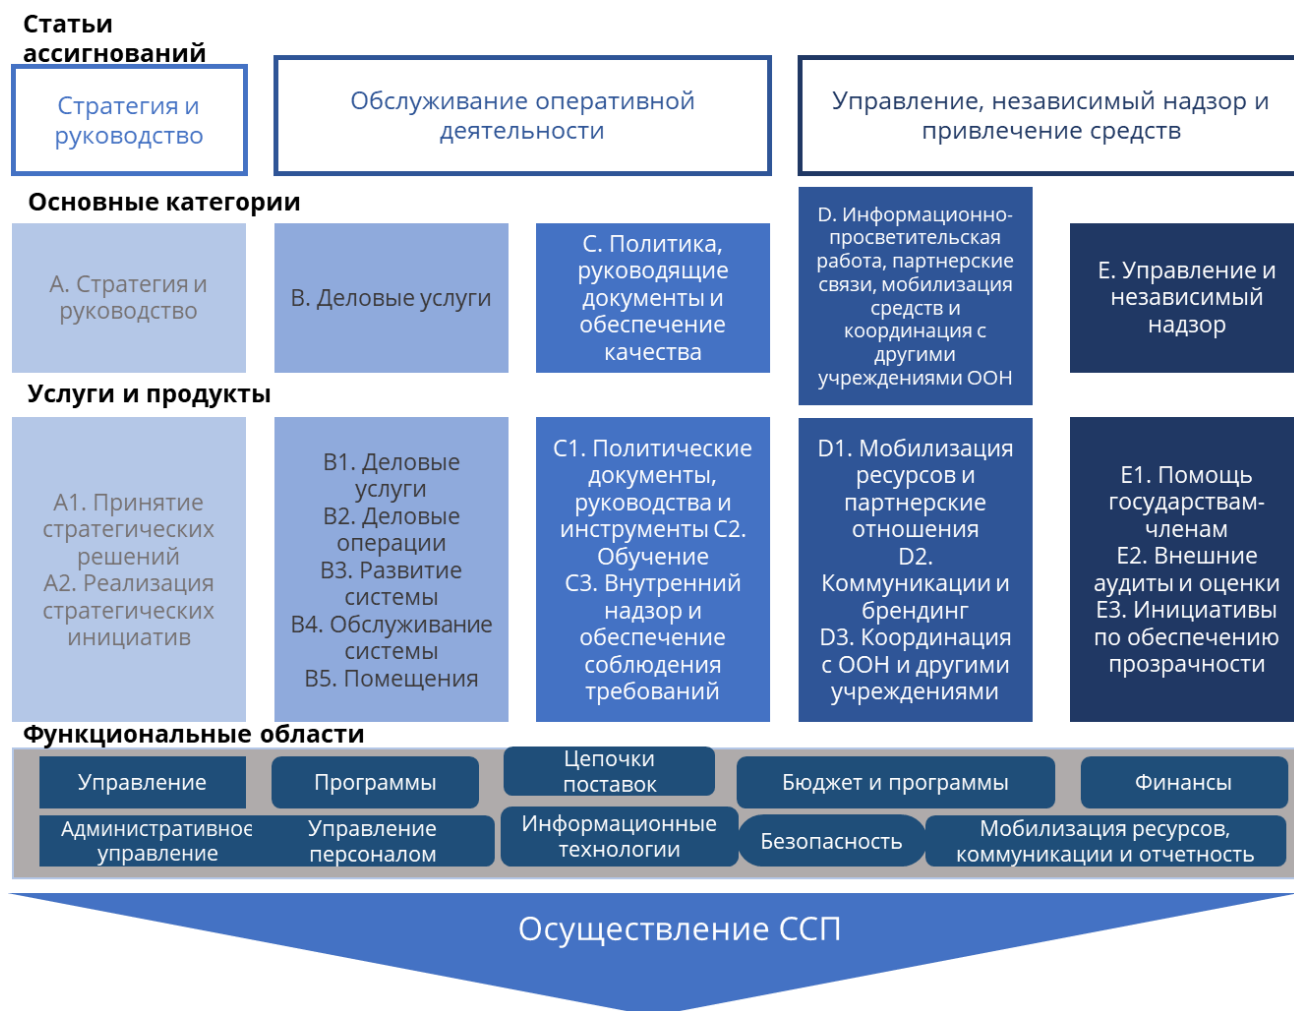 Статьи
ассигнований
Стратегия и
руководство
Обслуживание оперативной
деятельности
Управление, независимый надзор и
привлечение средств
Основные категории
A. Стратегия и
руководство
B. Деловые услуги
C. Политика,
руководящие
документы и
обеспечение
качества
D. Информационно-
просветительская
работа, партнерские
связи, мобилизация
средств и
координация с
другими
учреждениями ООН
E. Управление и
независимый
надзор
Услуги и продукты
A1. Принятие
стратегических
решений
A2. Реализация
стратегических
инициатив
B1. Деловые
услуги
B2. Деловые
операции
B3. Развитие
системы
B4. Обслуживание
системы
B5. Помещения
C1. Политические
документы,
руководства и
инструменты C2.
Обучение
C3. Внутренний
надзор и
обеспечение
соблюдения
требований
D1. Мобилизация
ресурсов и
партнерские
отношения
D2.
Коммуникации и
брендинг
D3. Координация
с ООН и другими
учреждениями
E1. Помощь
государствам-
членам
E2. Внешние
аудиты и оценки
E3. Инициативы
по обеспечению
прозрачности
Функциональные области
Управление
Программы
Цепочки
поставок
Бюджет и программы
Финансы
Административное
управление
Управление
персоналом
Информационные
технологии
Безопасность
Мобилизация ресурсов,
коммуникации и отчетность
Осуществление ССП